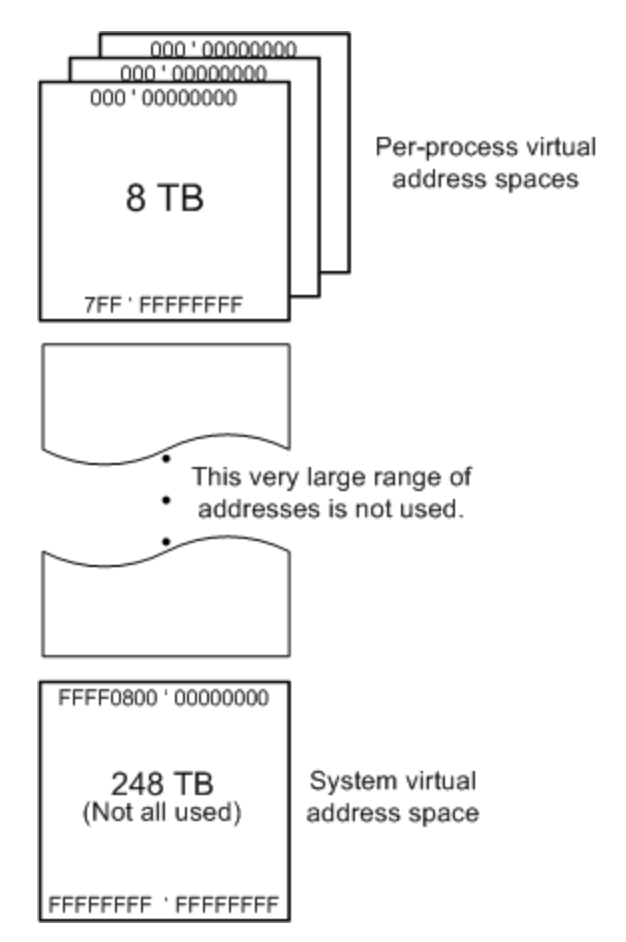 000 ' 00000000
000 ' 00000000
000 ' 00000000
8 TB
Per-process virtual
address spaces
7FF ' FFFFFFFF
This very large range of
addresses is not used.
FFFF0800 ' 00000000
248 TB
(Not all used)
System virtual
address space
FFFFFFFF ' FFFFFFFF